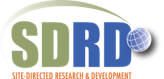 SDRD
SITE-DIRECTED RESEARCH & DEVELOPMENT